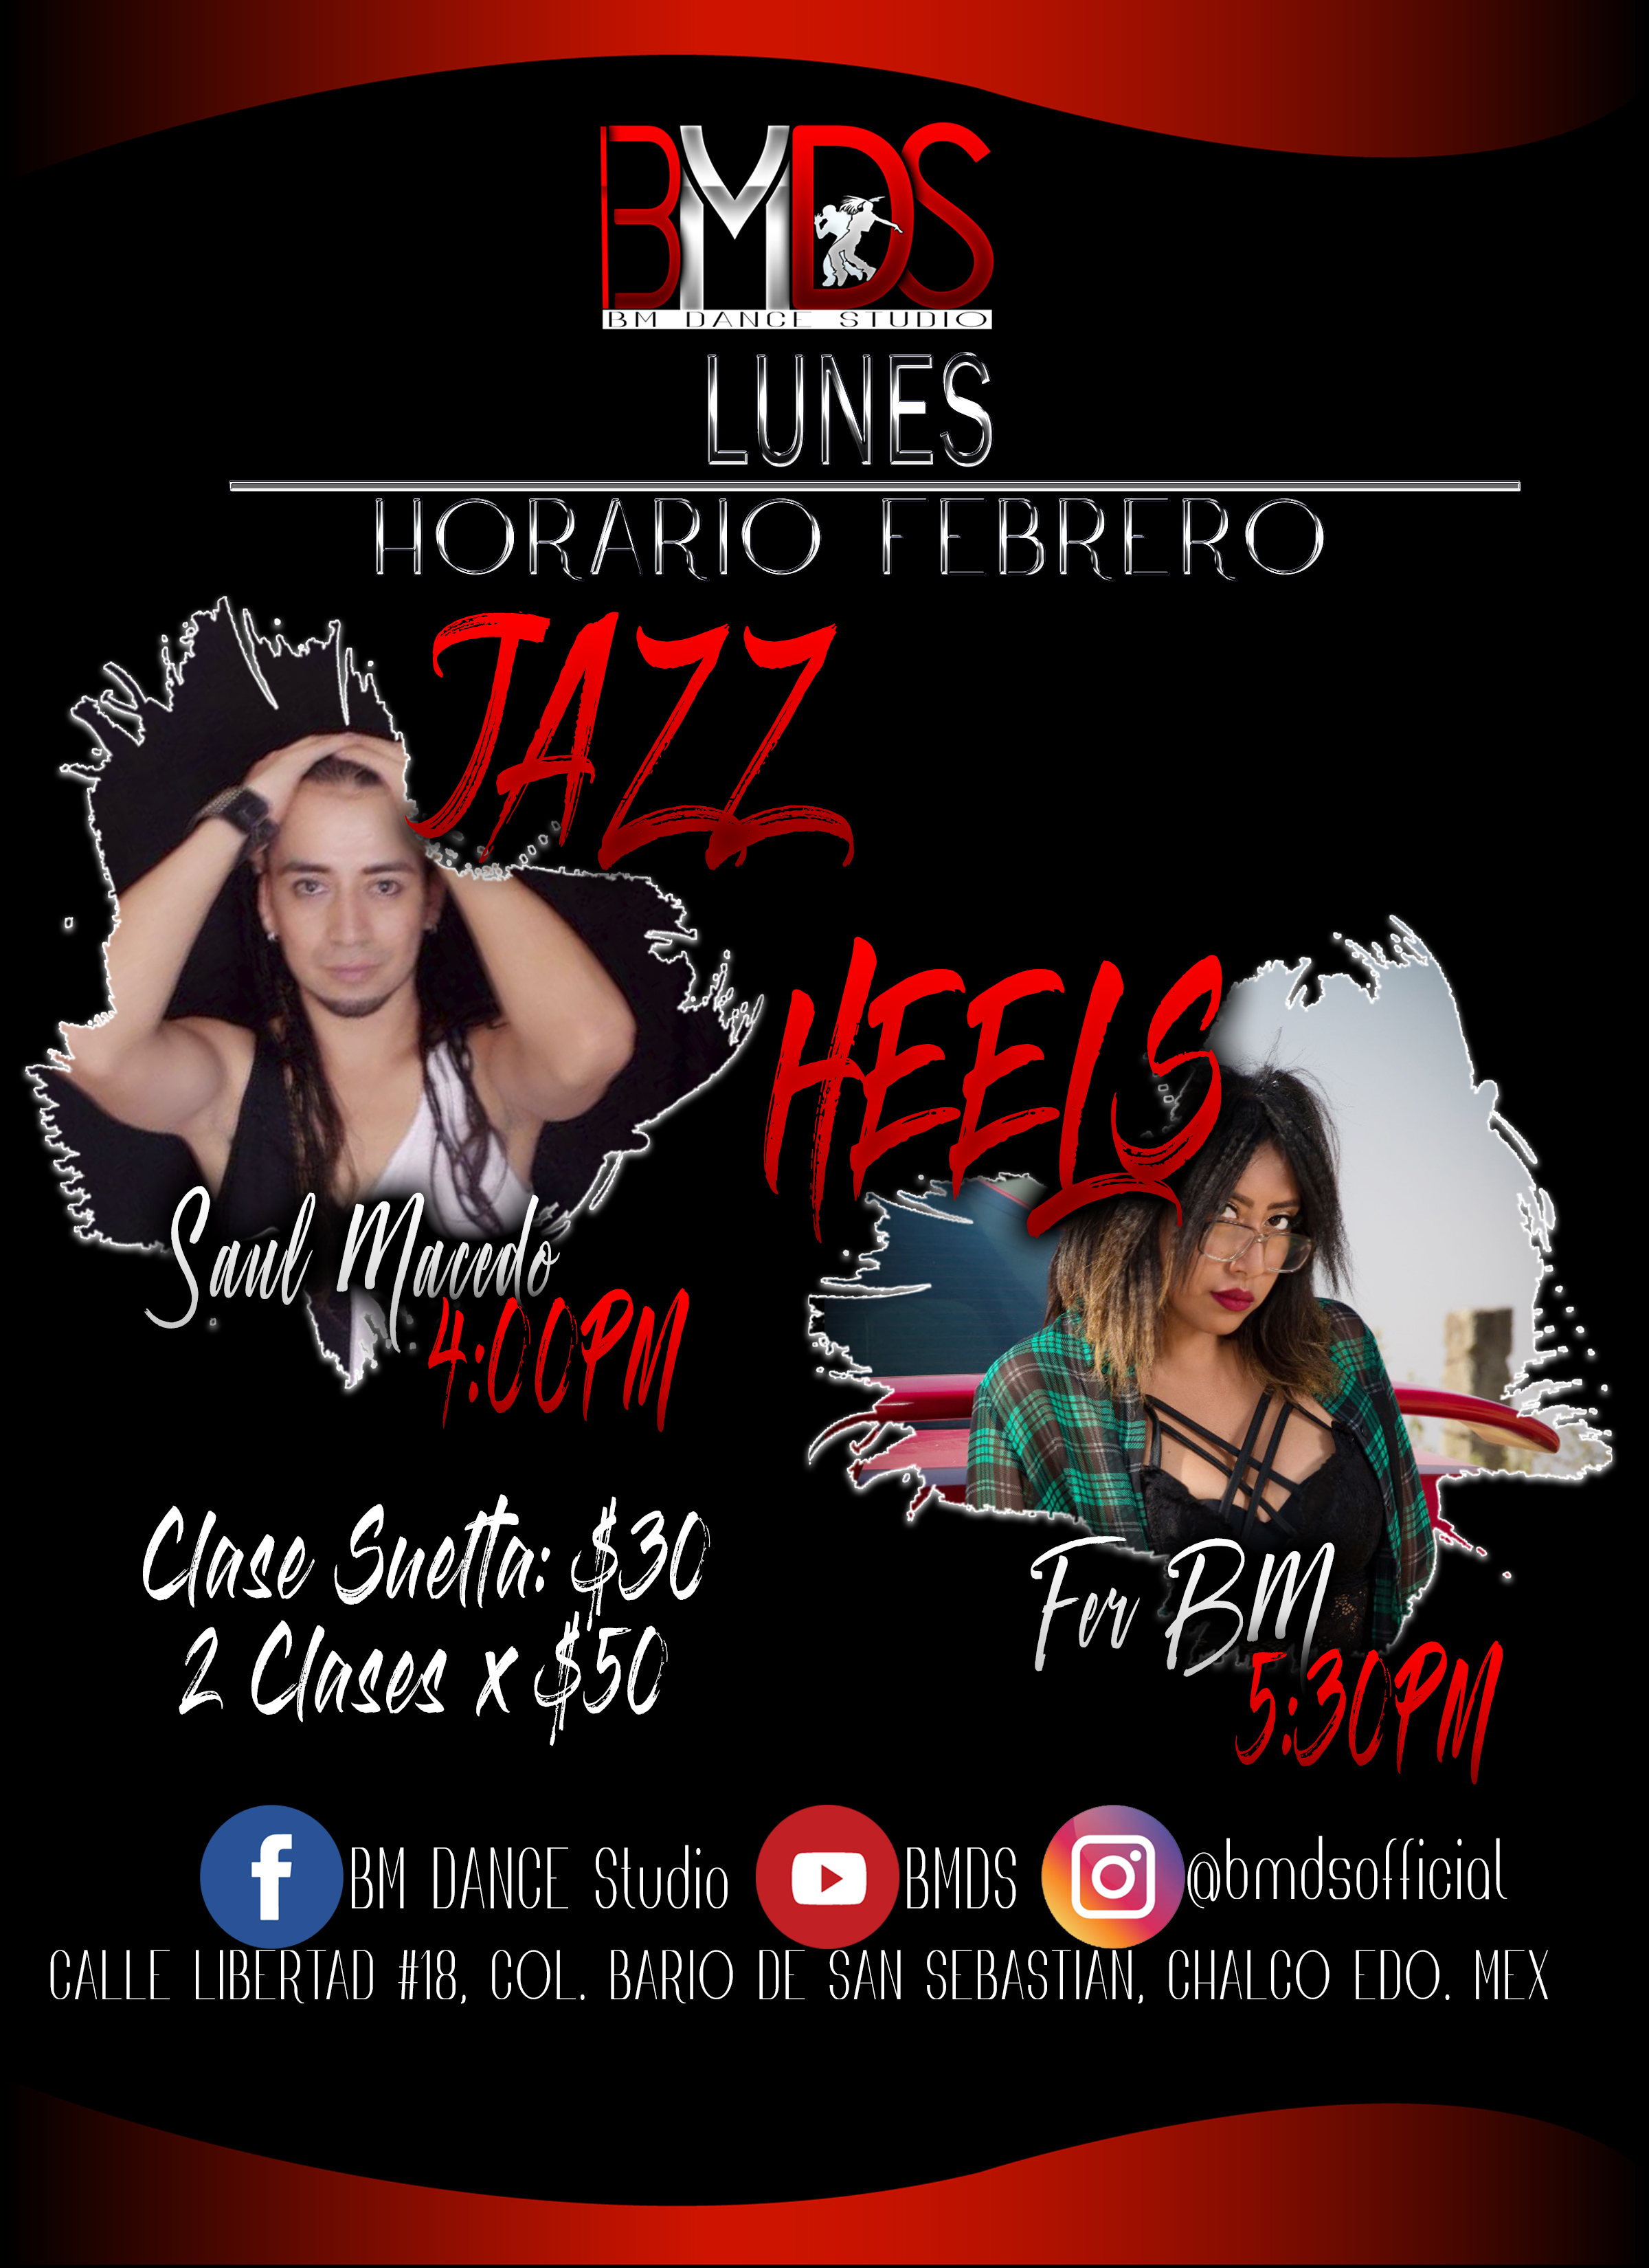 BMDS
BM DANCE STUDIO
LUNES
HORARIO FEBRERO
JAZZ
Saul Macedo
4:00PM
HEELS
Fer BM
5:30PM
Clase Suelta: $30
2 Clases x $50
BM DANCE Studio BMDS @bmdsofficial
CALLE LIBERTAD #18, COL. BARIO DE SAN SEBASTIAN, CHALCO EDO. MEX